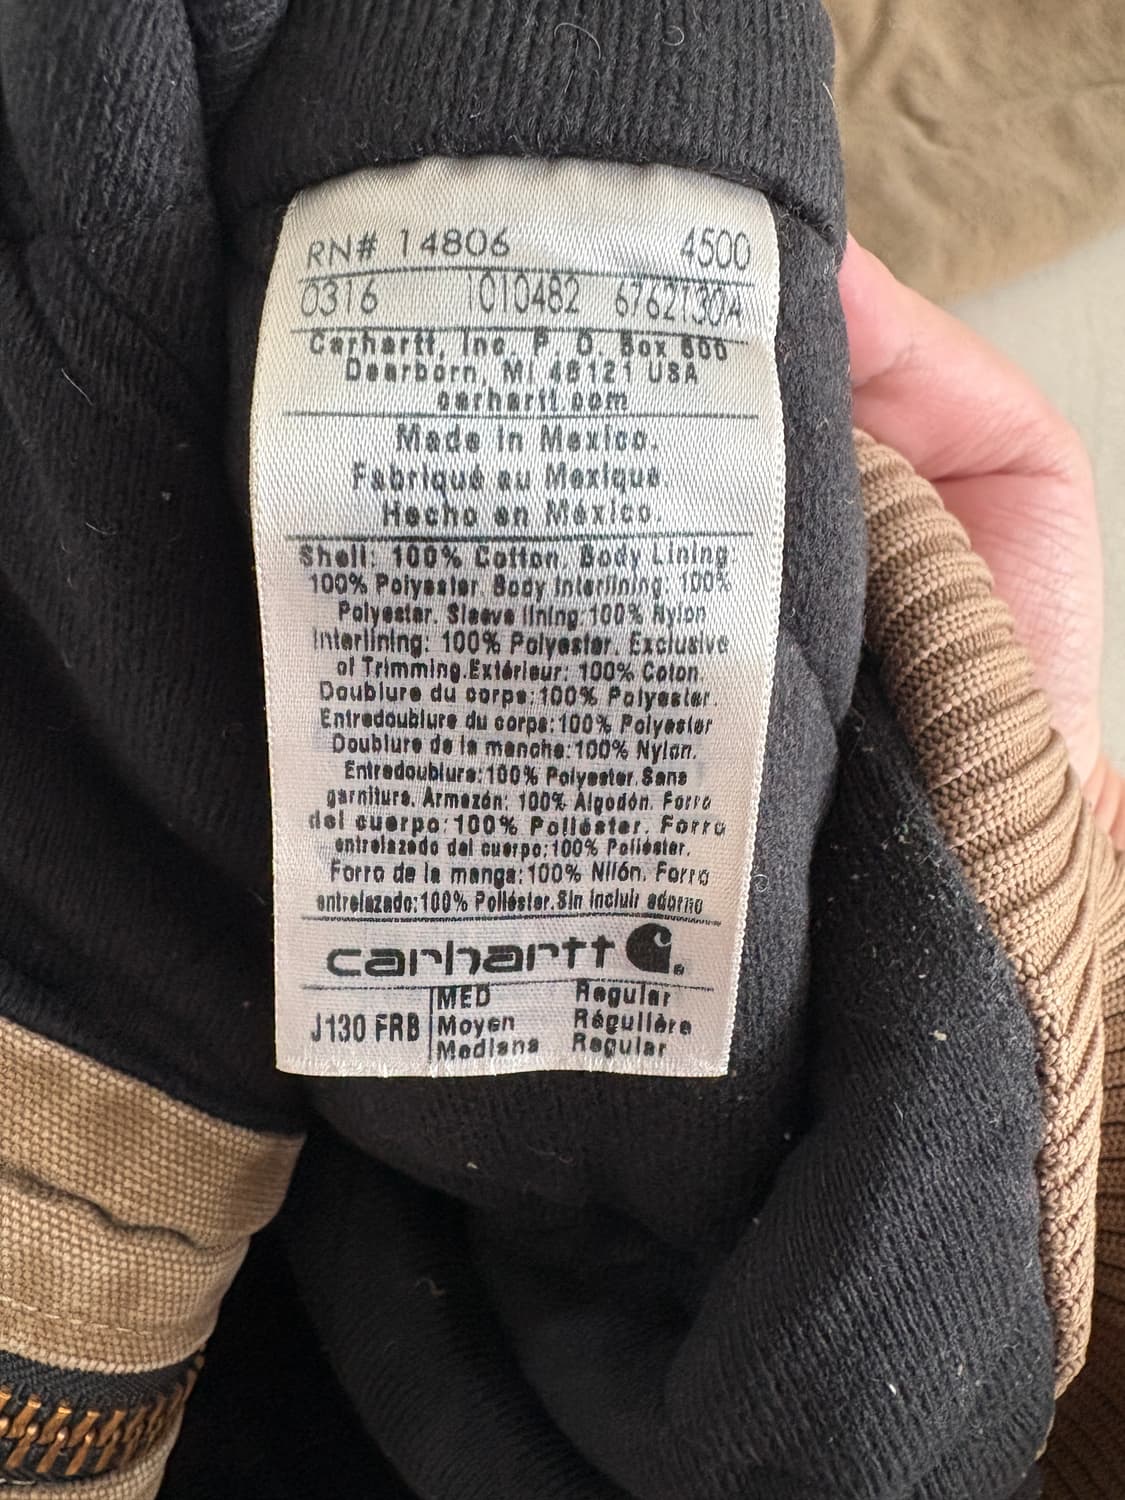 RN# 14806 4500
0316 1010482 6762130A
Carhartt, Inc. P. O. Box 600
Dearborn, MI 48121 USA
carhartt.com
Made in Mexico.
Fabriqué au Mexique.
Hecho en México.
Shell: 100% Cotton. Body Lining:
100% Polyester. Body Interlining: 100%
Polyester. Sleeve lining:100% Nylon
Interlining: 100% Polyester. Exclusive
of Trimming.Extérieur: 100% Coton.
Doublure du corps:100% Polyester.
Entredoublure du corps:100% Polyester
Doublure de la manche:100% Nylon.
Entredoublure:100% Polyester.Sans
garniture. Armazón: 100% Algodón. Forro
del cuerpo:100% Poliéster. Forro
entrelazado del cuerpo:100% Poliéster.
Forro de la manga:100% Nilón. Forro
entrelazado:100% Poliéster.Sin incluir adorno
carhartt
J130 FRB MED Regular
Moyen Régulière
Mediana Regular